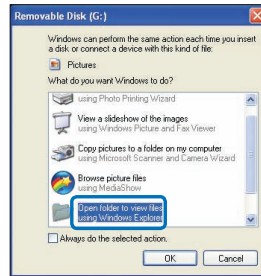 Removable Disk (G:)
Windows can perform the same action each time you insert
a disk or connect a device with this kind of file:
Pictures
What do you want Windows to do?
using Photo Printing Wizard
View a slideshow of the images
using Windows Picture and Fax Viewer
Copy pictures to a folder on my computer
using Microsoft Scanner and Camera Wizard
Browse picture files
using MediaShow
Open folder to view files
using Windows Explorer
Always do the selected action.
OK Cancel